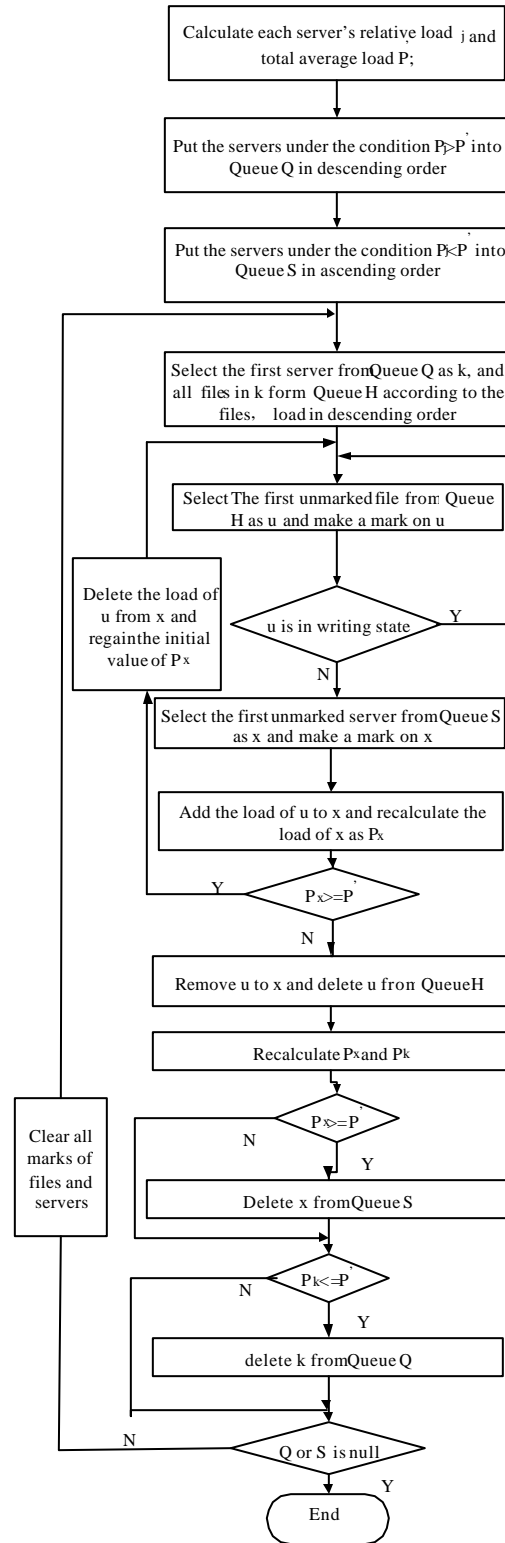 Calculate each server's relative load j and
total average load P';
Put the servers under the condition Pj>P' into
Queue Q in descending order
Put the servers under the condition Pj<P' into
Queue S in ascending order
Select the first server from Queue Q as k, and
all files in k form Queue H according to the
files, load in descending order
Select The first unmarked file from Queue
H as u and make a mark on u
Delete the load of
u from x and
regain the initial
value of Px
u is in writing state
Y
N
Select the first unmarked server from Queue S
as x and make a mark on x
Add the load of u to x and recalculate the
load of x as Px
Y
Px>=P'
N
Remove u to x and delete u from Queue H
Recalculate Px and Pk
Px>=P'
N
Y
Clear all
marks of
files and
servers
Delete x from Queue S
Pk<=P'
N
Y
delete k from Queue Q
N
Q or S is null
Y
End